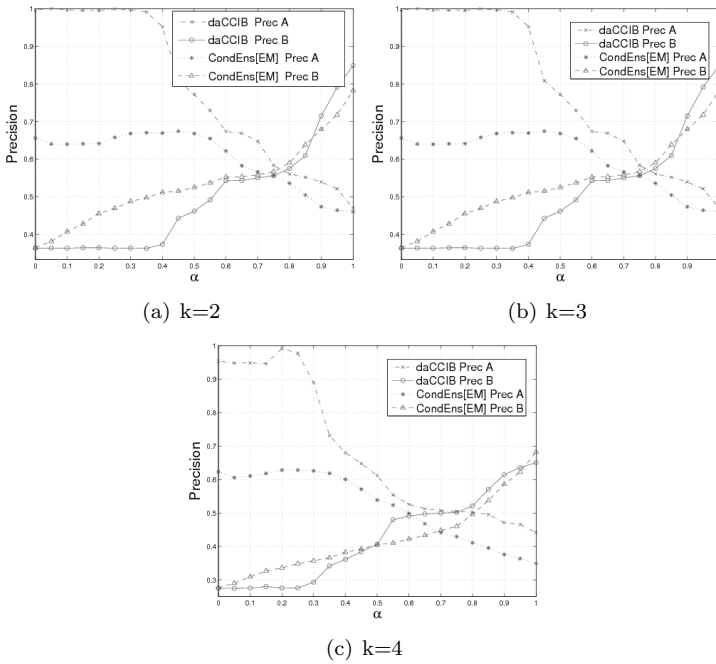 1
0.9
0.8
0.7
0.6
0.5
0.4
Precision
daCCIB Prec A
daCCIB Prec B
CondEns[EM] Prec A
CondEns[EM] Prec B
0 0.1 0.2 0.3 0.4 0.5 0.6 0.7 0.8 0.9 1
α
(a) k=2
1
0.9
0.8
0.7
0.6
0.5
0.4
Precision
daCCIB Prec A
daCCIB Prec B
CondEns[EM] Prec A
CondEns[EM] Prec B
0 0.1 0.2 0.3 0.4 0.5 0.6 0.7 0.8 0.9
α
(b) k=3
1
0.9
0.8
0.7
0.6
0.5
0.4
0.3
Precision
daCCIB Prec A
daCCIB Prec B
CondEns[EM] Prec A
CondEns[EM] Prec B
0 0.1 0.2 0.3 0.4 0.5 0.6 0.7 0.8 0.9 1
α
(c) k=4